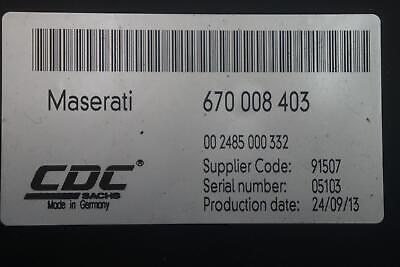 Maserati 670 008 403
00 2485 000 332
CDC®
SACHS
Made in Germany
Supplier Code: 91507
Serial number: 05103
Production date: 24/09/13